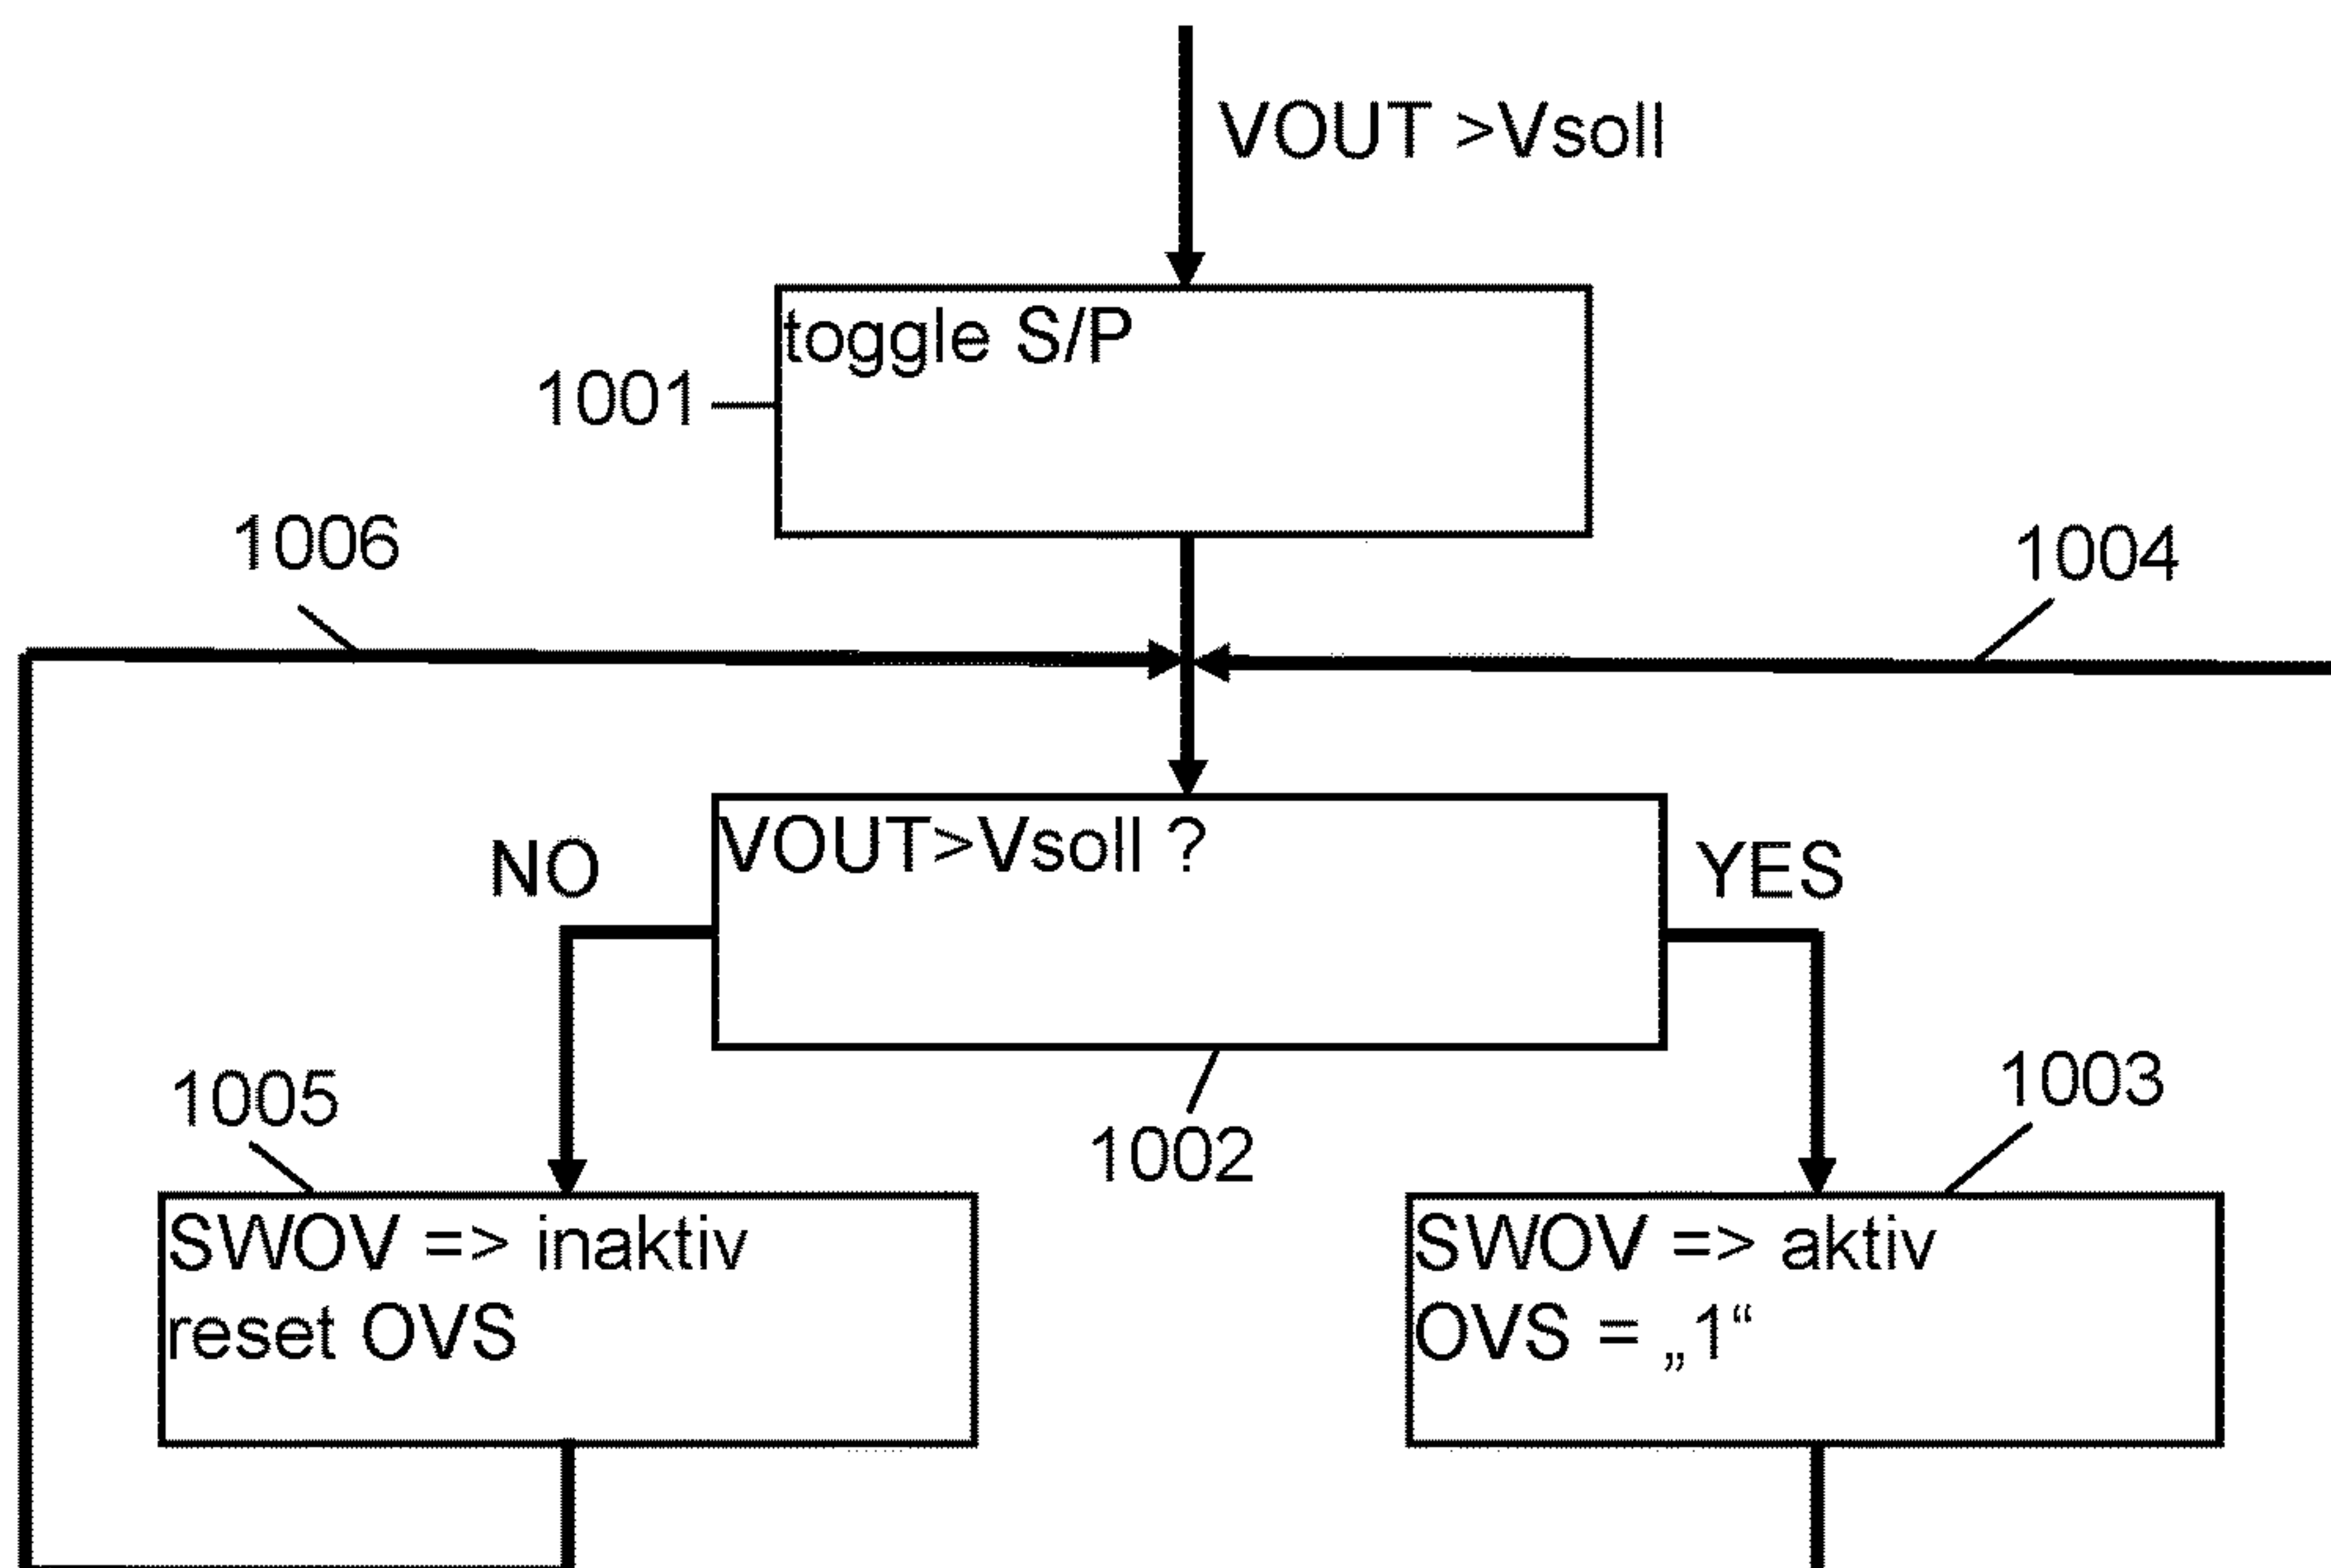 VOUT >Vsoll
toggle S/P
1001
1006
1004
VOUT>Vsoll ?
NO
YES
1005
1002
1003
SWOV => inaktiv
reset OVS
SWOV => aktiv
OVS = „1“